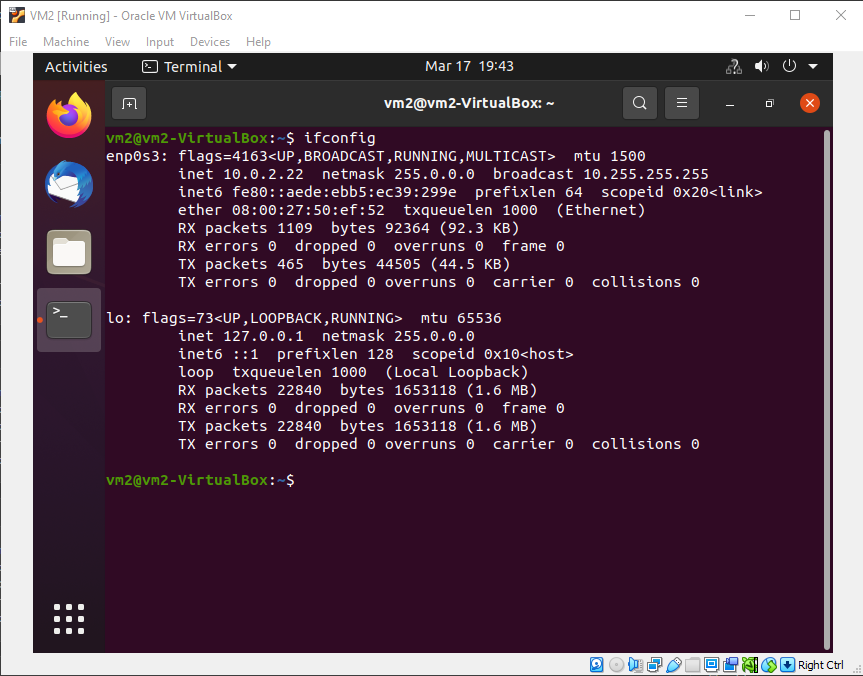 VM2 [Running] - Oracle VM VirtualBox
File Machine View Input Devices Help
Activities Terminal Mar 17 19:43
vm2@vm2-VirtualBox: ~
vm2@vm2-VirtualBox:~$ ifconfig
enp0s3: flags=4163<UP,BROADCAST,RUNNING,MULTICAST>  mtu 1500
        inet 10.0.2.22  netmask 255.0.0.0  broadcast 10.255.255.255
        inet6 fe80::aede:ebb5:ec39:299e  prefixlen 64  scopeid 0x20<link>
        ether 08:00:27:50:ef:52  txqueuelen 1000  (Ethernet)
        RX packets 1109  bytes 92364 (92.3 KB)
        RX errors 0  dropped 0  overruns 0  frame 0
        TX packets 465  bytes 44505 (44.5 KB)
        TX errors 0  dropped 0 overruns 0  carrier 0  collisions 0
lo: flags=73<UP,LOOPBACK,RUNNING>  mtu 65536
        inet 127.0.0.1  netmask 255.0.0.0
        inet6 ::1  prefixlen 128  scopeid 0x10<host>
        loop  txqueuelen 1000  (Local Loopback)
        RX packets 22840  bytes 1653118 (1.6 MB)
        RX errors 0  dropped 0  overruns 0  frame 0
        TX packets 22840  bytes 1653118 (1.6 MB)
        TX errors 0  dropped 0 overruns 0  carrier 0  collisions 0
vm2@vm2-VirtualBox:~$
Right Ctrl